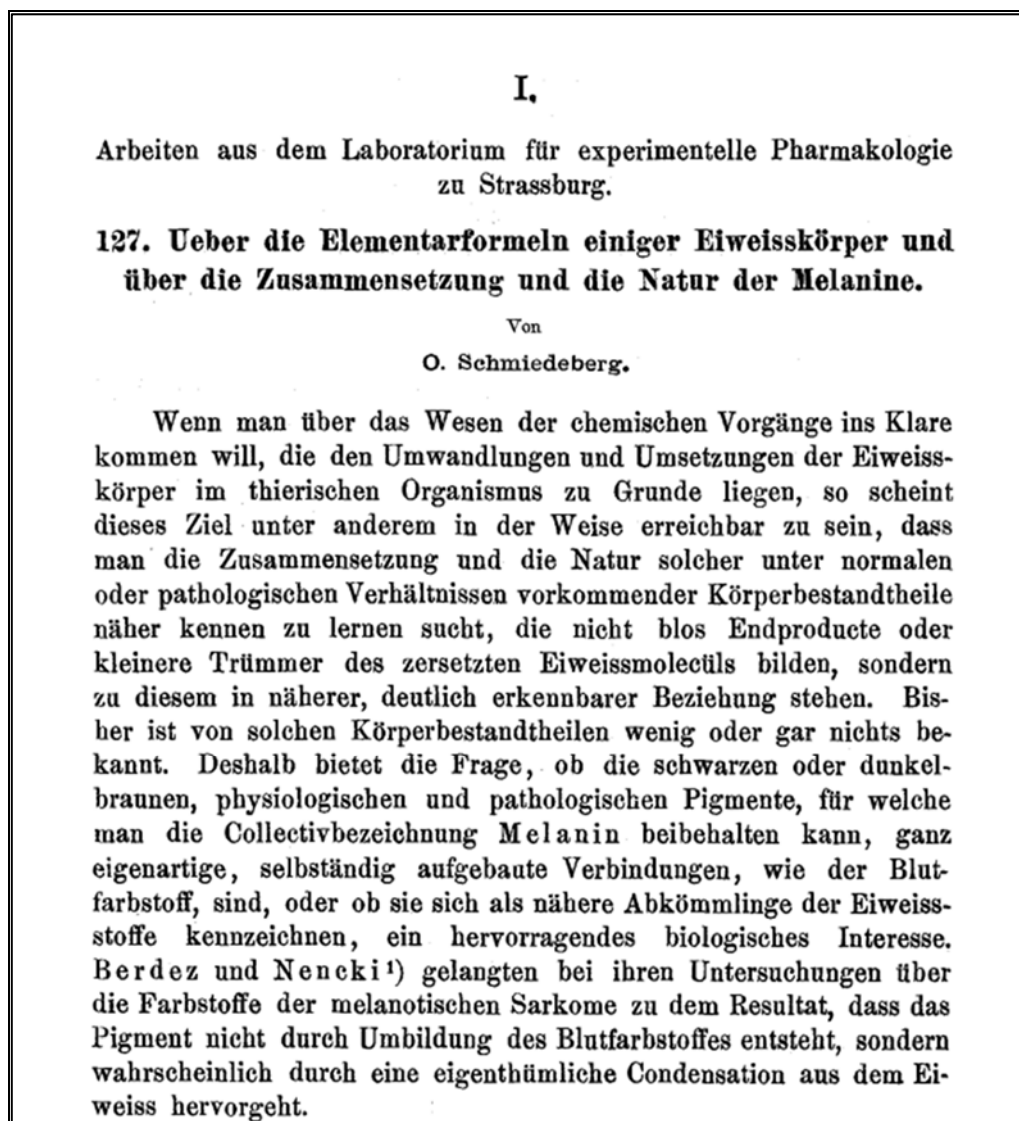 I.
Arbeiten aus dem Laboratorium für experimentelle Pharmakologie
zu Strassburg.
127. Ueber die Elementarformeln einiger Eiweisskörper und
über die Zusammensetzung und die Natur der Melanine.
Von
O. Schmiedeberg.
Wenn man über das Wesen der chemischen Vorgänge ins Klare
kommen will, die den Umwandlungen und Umsetzungen der Eiweiss-
körper im thierischen Organismus zu Grunde liegen, so scheint
dieses Ziel unter anderem in der Weise erreichbar zu sein, dass
man die Zusammensetzung und die Natur solcher unter normalen
oder pathologischen Verhältnissen vorkommender Körperbestandtheile
näher kennen zu lernen sucht, die nicht blos Endproducte oder
kleinere Trümmer des zersetzten Eiweissmolecüls bilden, sondern
zu diesem in näherer, deutlich erkennbarer Beziehung stehen. Bis-
her ist von solchen Körperbestandtheilen wenig oder gar nichts be-
kannt. Deshalb bietet die Frage, ob die schwarzen oder dunkel-
braunen, physiologischen und pathologischen Pigmente, für welche
man die Collectivbezeichnung Melanin beibehalten kann, ganz
eigenartige, selbständig aufgebaute Verbindungen, wie der Blut-
farbstoff, sind, oder ob sie sich als nähere Abkömmlinge der Eiweiss-
stoffe kennzeichnen, ein hervorragendes biologisches Interesse.
Berdez und Nencki¹) gelangten bei ihren Untersuchungen über
die Farbstoffe der melanotischen Sarkome zu dem Resultat, dass das
Pigment nicht durch Umbildung des Blutfarbstoffes entsteht, sondern
wahrscheinlich durch eine eigenthümliche Condensation aus dem Ei-
weiss hervorgeht.